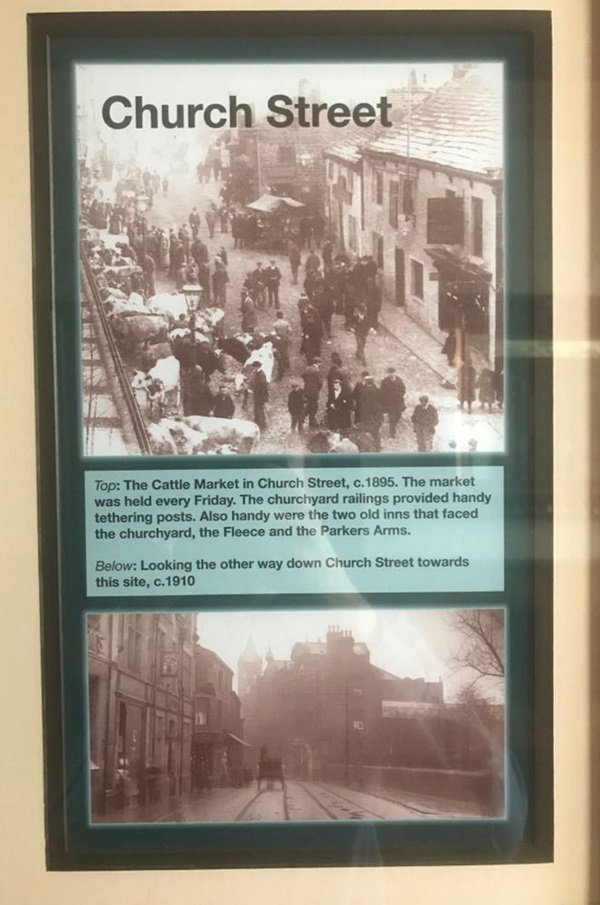 Church Street
Top: The Cattle Market in Church Street, c.1895. The market
was held every Friday. The churchyard railings provided handy
tethering posts. Also handy were the two old inns that faced
the churchyard, the Fleece and the Parkers Arms.
Below: Looking the other way down Church Street towards
this site, c.1910